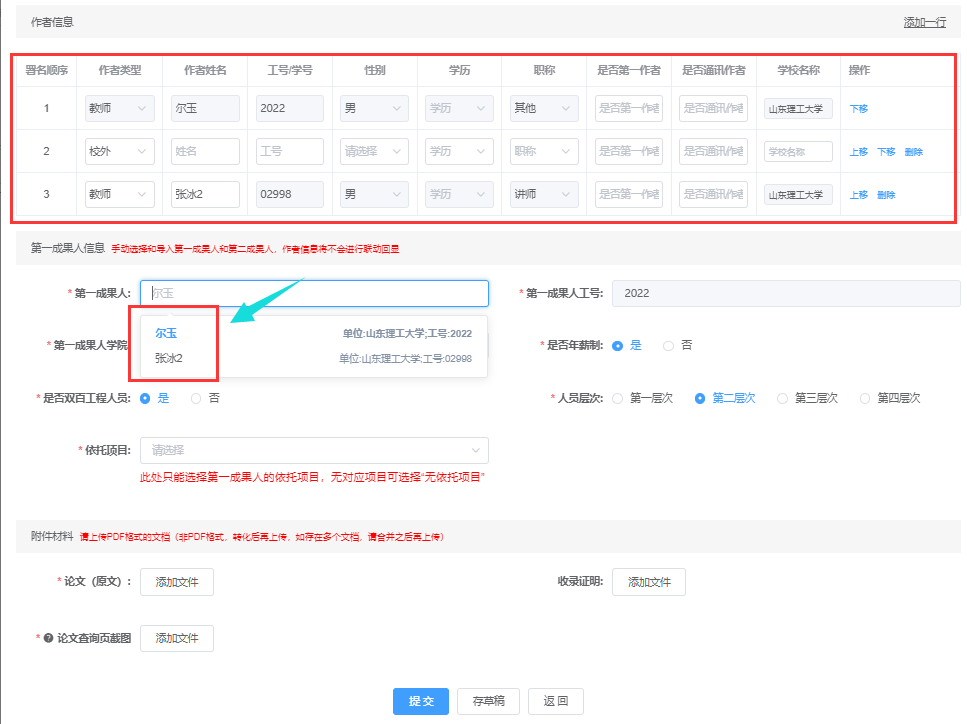 作者信息 添加一行
署名顺序 作者类型 作者姓名 工号/学号 性别 学历 职称 是否第一作者 是否通讯作者 学校名称 操作
1 教师 尔玉 2022 男 学历 其他 是否第一作者 是否通讯作者 山东理工大学 下移
2 校外 姓名 工号 请选择 学历 职称 是否第一作者 是否通讯作者 学校名称 上移 下移 删除
3 教师 张冰2 02998 男 学历 讲师 是否第一作者 是否通讯作者 山东理工大学 上移 删除
第一成果人信息 手动选择和导入第一成果人和第二成果人，作者信息将不会进行联动回显
* 第一成果人: 尔玉 * 第一成果人工号: 2022
尔玉 单位:山东理工大学;工号:2022
* 第一成果人学院 * 是否年薪制: 是 否
张冰2 单位:山东理工大学;工号:02998
* 是否双百工程人员: 是 否 * 人员层次: 第一层次 第二层次 第三层次 第四层次
* 依托项目: 请选择
此处只能选择第一成果人的依托项目，无对应项目可选择"无依托项目"
附件材料 请上传PDF格式的文档（非PDF格式，转化后再上传，如存在多个文档，请合并之后再上传）
* 论文（原文）: 添加文件 收录证明: 添加文件
* ? 论文查询页截图 添加文件
提 交 存草稿 返 回